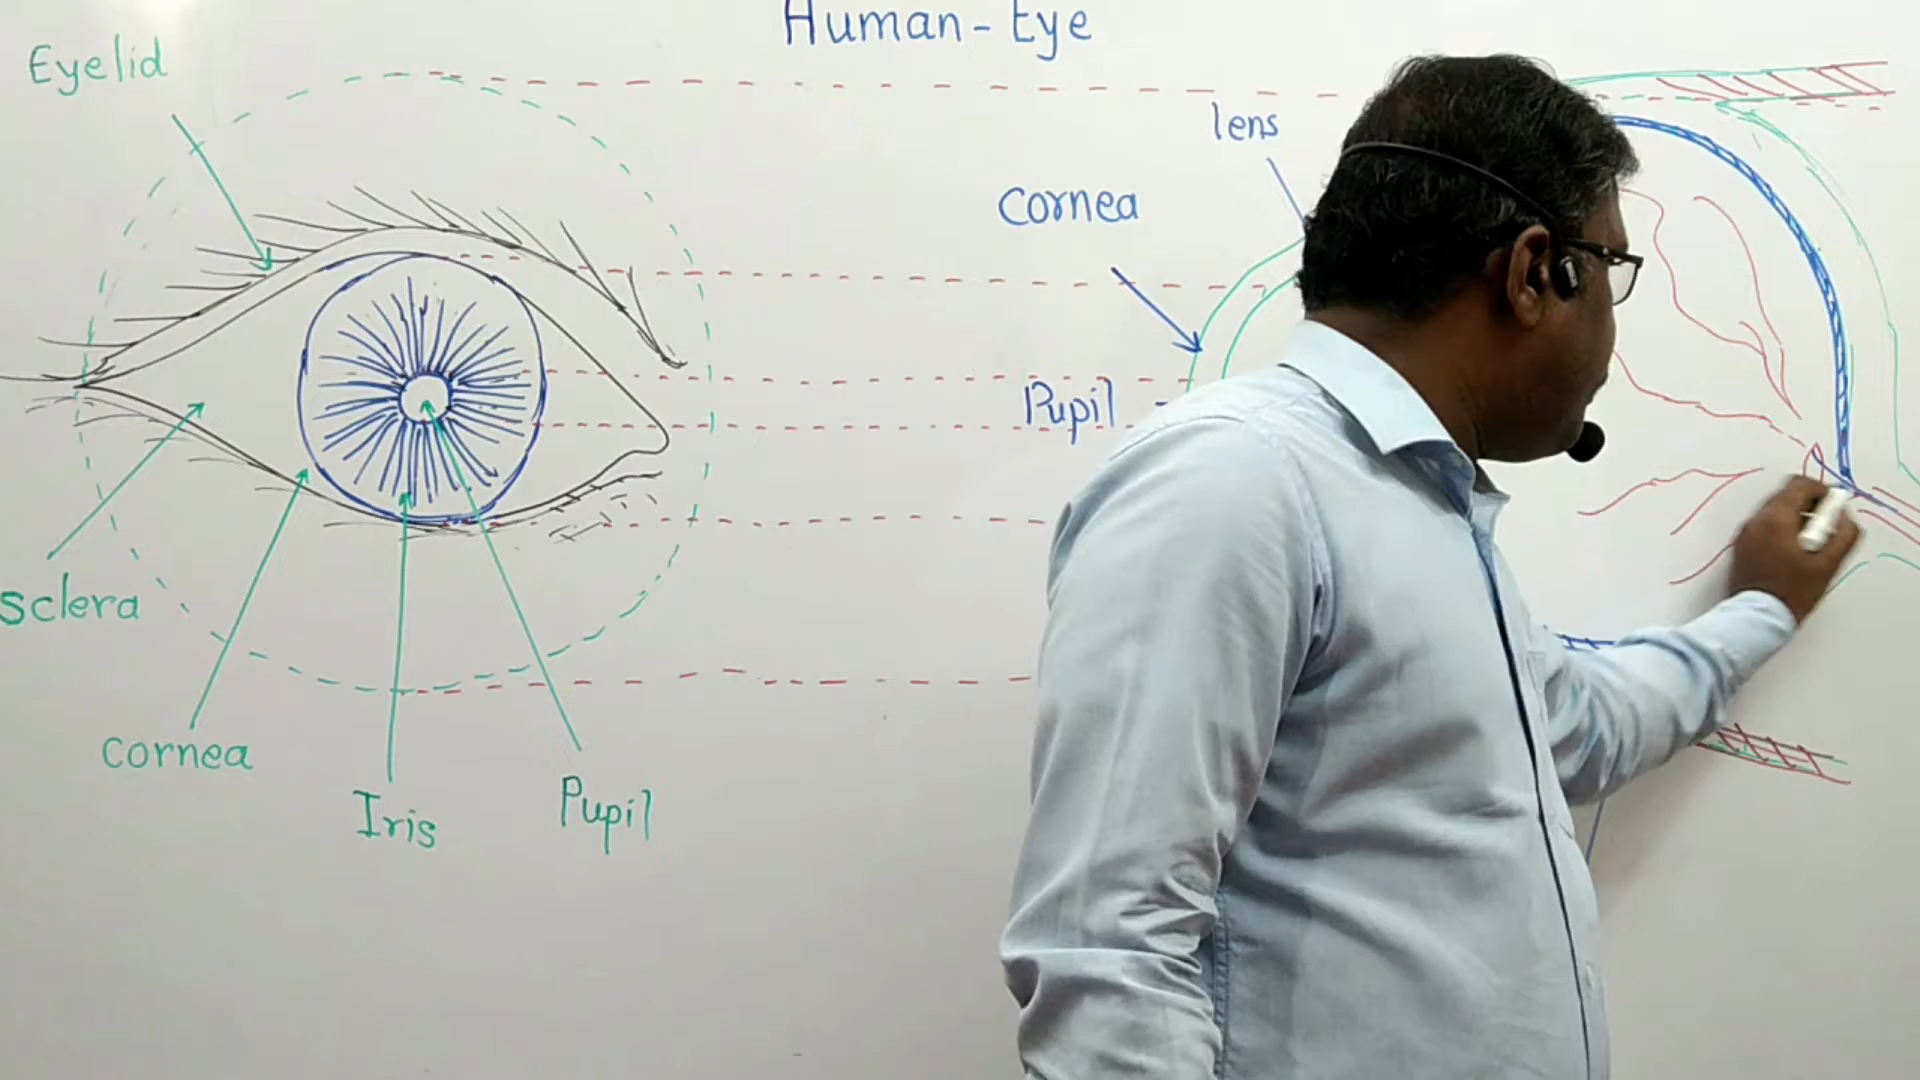 Human - Eye
Eyelid
lens
Cornea
Pupil
Sclera
Cornea
Iris
Pupil